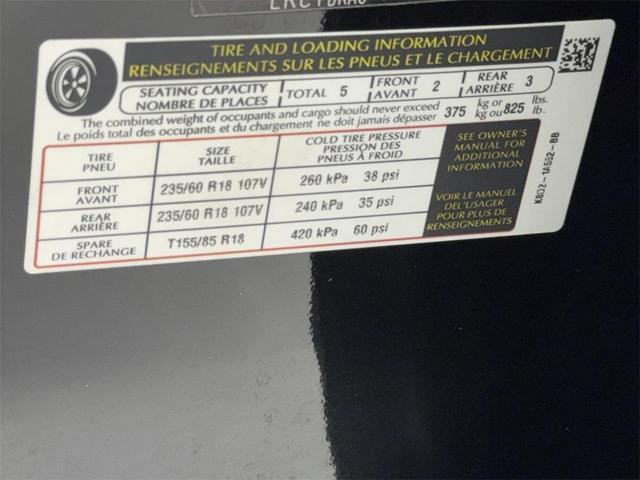 TIRE AND LOADING INFORMATION
RENSEIGNEMENTS SUR LES PNEUS ET LE CHARGEMENT
SEATING CAPACITY
NOMBRE DE PLACES
TOTAL 5
FRONT
AVANT 2
REAR
ARRIÈRE 3
The combined weight of occupants and cargo should never exceed 375 kg or 825 lbs.
Le poids total des occupants et du chargement ne doit jamais dépasser kg ou lb.
TIRE
PNEU
SIZE
TAILLE
COLD TIRE PRESSURE
PRESSION DES
PNEUS À FROID
FRONT
AVANT
235/60 R18 107V
260 kPa 38 psi
REAR
ARRIÈRE
235/60 R18 107V
240 kPa 35 psi
SPARE
DE RECHANGE
T155/85 R18
420 kPa 60 psi
SEE OWNER'S
MANUAL FOR
ADDITIONAL
INFORMATION
VOIR LE MANUEL
DEL 'USAGER
POUR PLUS DE
RENSEIGNEMENTS
K8D2-1A552-BB